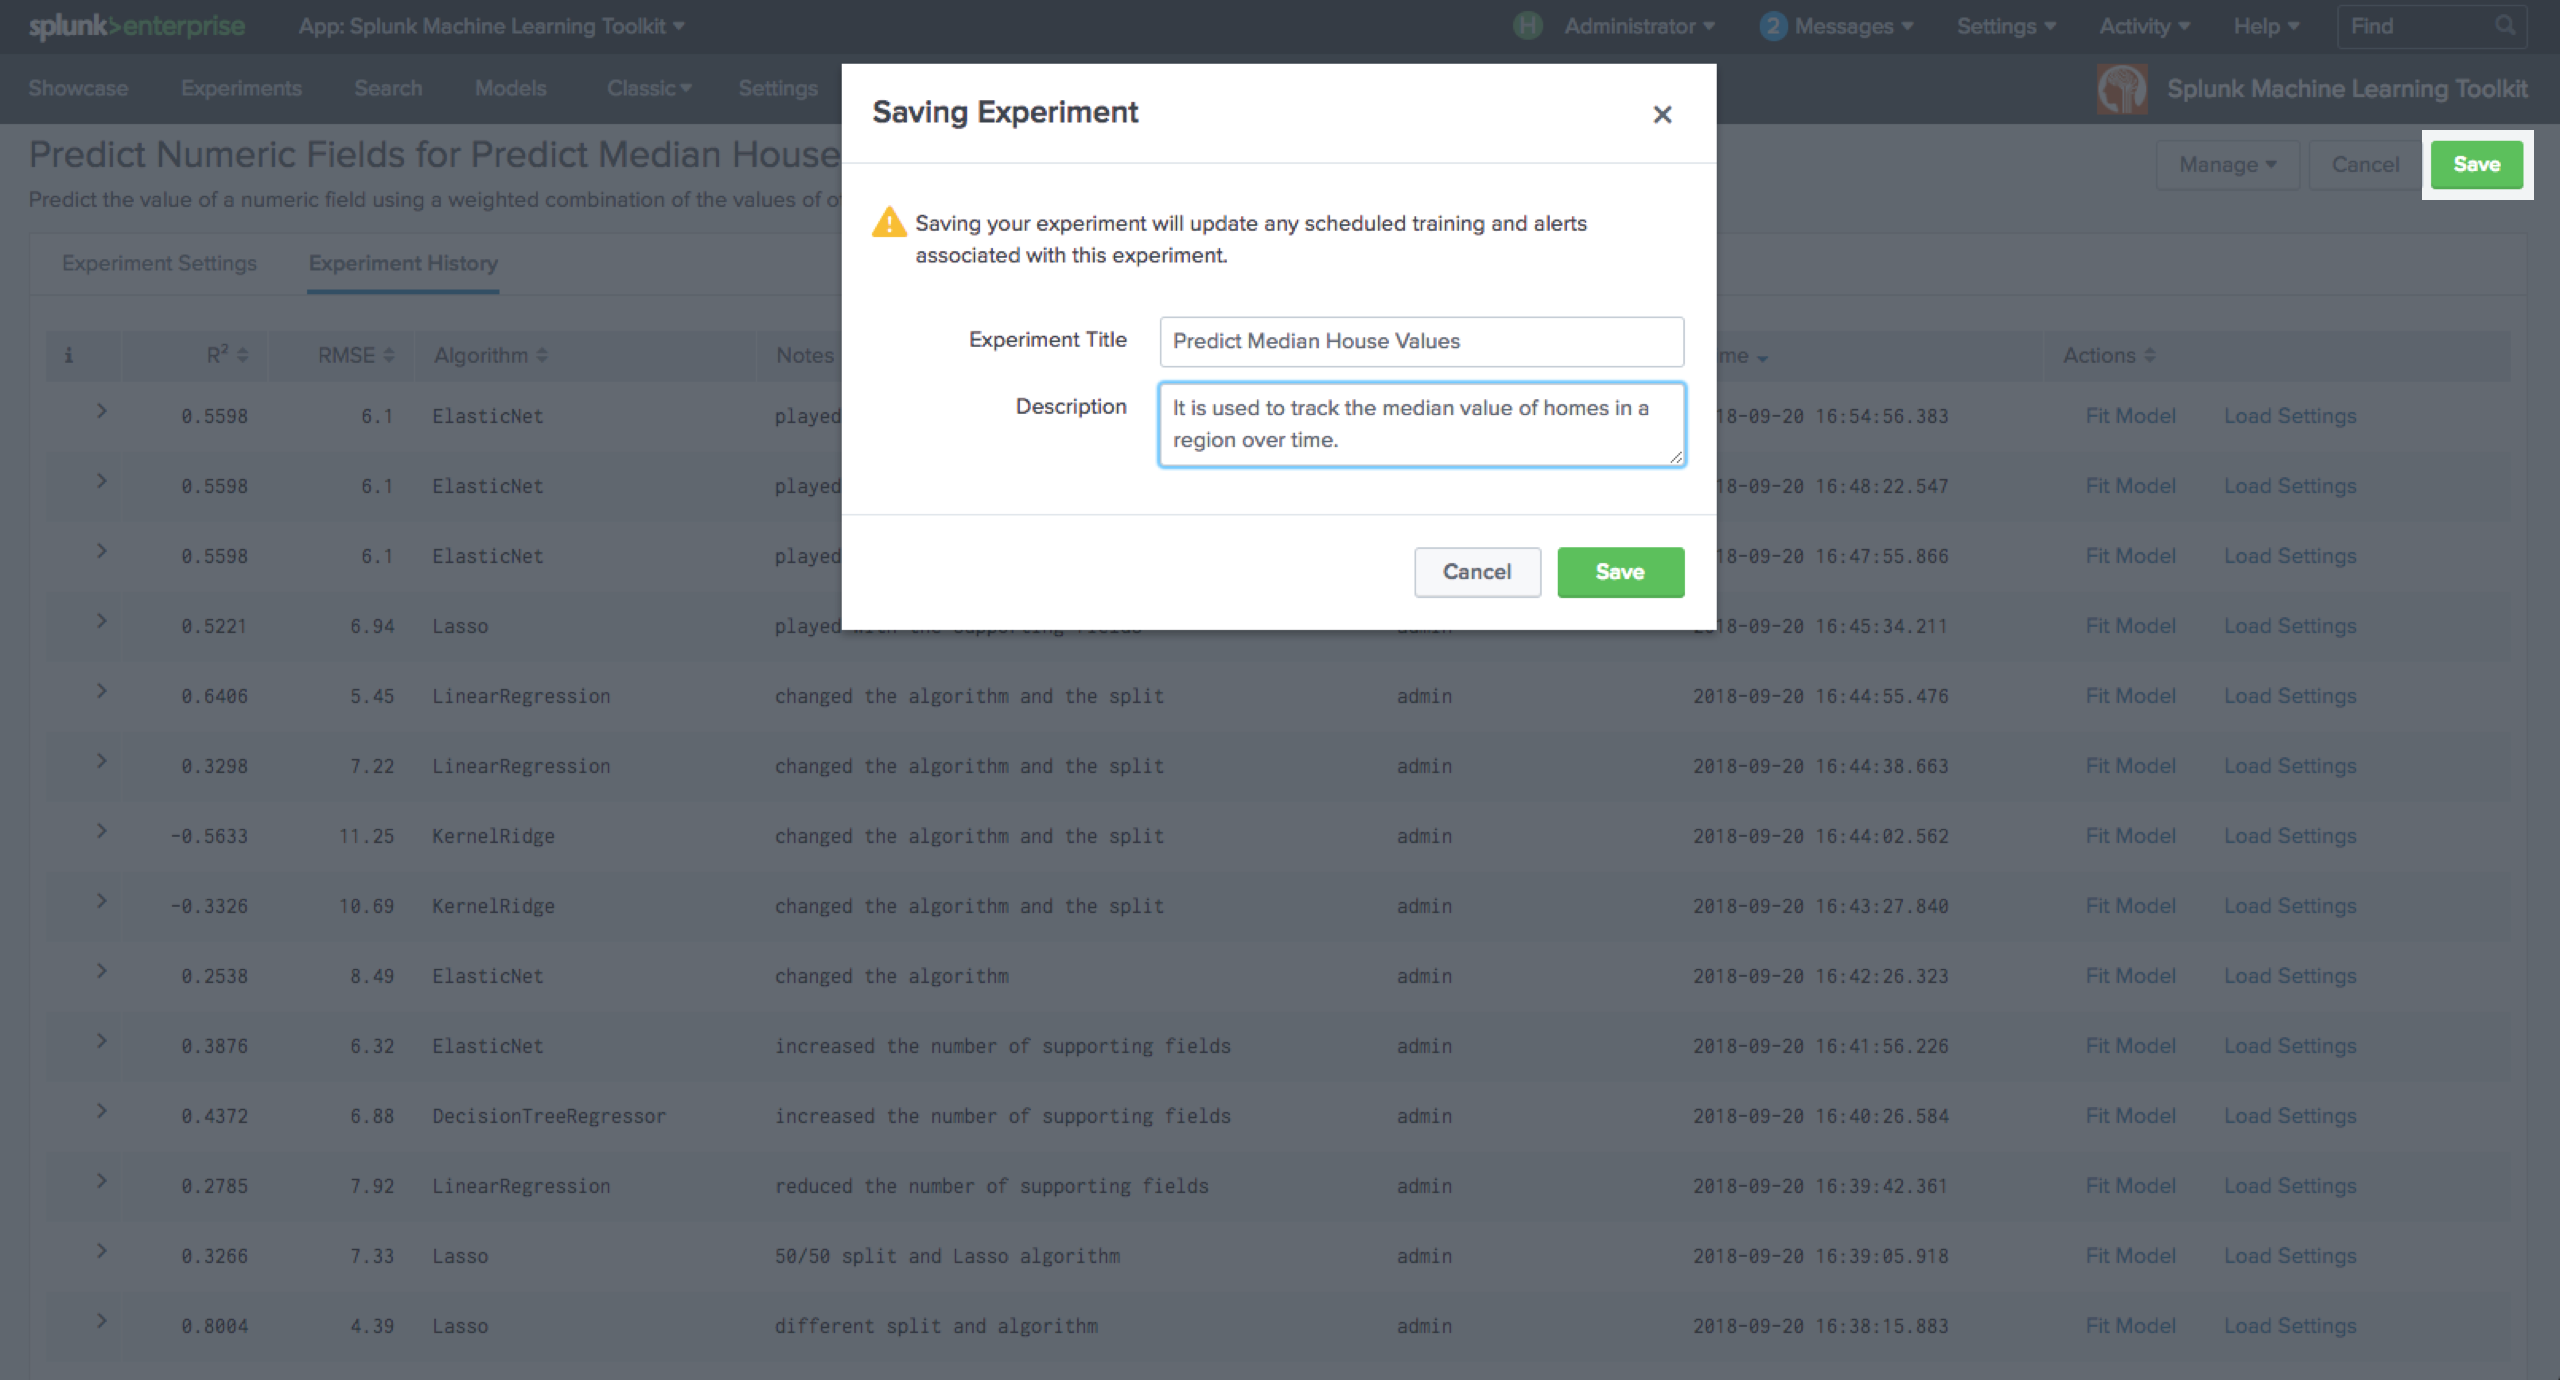 splunk>enterprise App: Splunk Machine Learning Toolkit H Administrator 2 Messages Settings Activity Help Find
Showcase Experiments Search Models Classic Settings Splunk Machine Learning Toolkit
Predict Numeric Fields for Predict Median House
Predict the value of a numeric field using a weighted combination of the values of
Manage Cancel Save
Saving Experiment
Saving your experiment will update any scheduled training and alerts
associated with this experiment.
Experiment Title Predict Median House Values
Description It is used to track the median value of homes in a
region over time.
Cancel Save
Experiment Settings Experiment History
i R² RMSE Algorithm Notes me Actions
0.5598 6.1 ElasticNet played 18-09-20 16:54:56.383 Fit Model Load Settings
0.5598 6.1 ElasticNet played 18-09-20 16:48:22.547 Fit Model Load Settings
0.5598 6.1 ElasticNet played 18-09-20 16:47:55.866 Fit Model Load Settings
0.5221 6.94 Lasso played with the supporting fields admin 2018-09-20 16:45:34.211 Fit Model Load Settings
0.6406 5.45 LinearRegression changed the algorithm and the split admin 2018-09-20 16:44:55.476 Fit Model Load Settings
0.3298 7.22 LinearRegression changed the algorithm and the split admin 2018-09-20 16:44:38.663 Fit Model Load Settings
-0.5633 11.25 KernelRidge changed the algorithm and the split admin 2018-09-20 16:44:02.562 Fit Model Load Settings
-0.3326 10.69 KernelRidge changed the algorithm and the split admin 2018-09-20 16:43:27.840 Fit Model Load Settings
0.2538 8.49 ElasticNet changed the algorithm admin 2018-09-20 16:42:26.323 Fit Model Load Settings
0.3876 6.32 ElasticNet increased the number of supporting fields admin 2018-09-20 16:41:56.226 Fit Model Load Settings
0.4372 6.88 DecisionTreeRegressor increased the number of supporting fields admin 2018-09-20 16:40:26.584 Fit Model Load Settings
0.2785 7.92 LinearRegression reduced the number of supporting fields admin 2018-09-20 16:39:42.361 Fit Model Load Settings
0.3266 7.33 Lasso 50/50 split and Lasso algorithm admin 2018-09-20 16:39:05.918 Fit Model Load Settings
0.8004 4.39 Lasso different split and algorithm admin 2018-09-20 16:38:15.883 Fit Model Load Settings